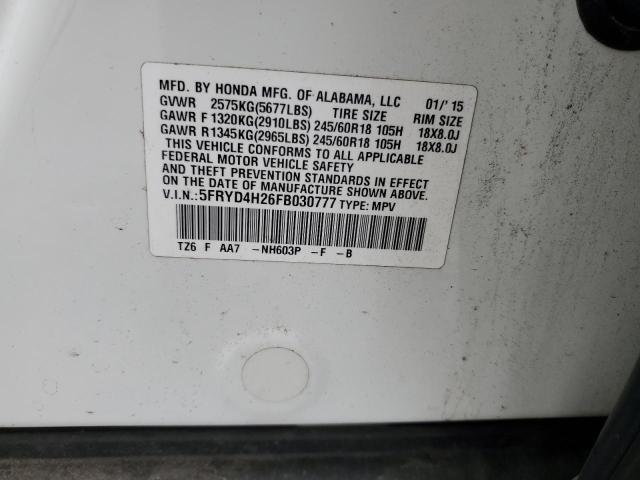 MFD. BY HONDA MFG. OF ALABAMA, LLC 01/' 15
GVWR 2575KG(5677LBS) TIRE SIZE RIM SIZE
GAWR F 1320KG(2910LBS) 245/60R18 105H 18X8.0J
GAWR R1345KG(2965LBS) 245/60R18 105H 18X8.0J
THIS VEHICLE CONFORMS TO ALL APPLICABLE
FEDERAL MOTOR VEHICLE SAFETY
AND THEFT PREVENTION STANDARDS IN EFFECT
ON THE DATE OF MANUFACTURE SHOWN ABOVE.
V.I.N.:5FRYD4H26FB030777 TYPE: MPV
TZ6 F AA7 -NH603P -F -B